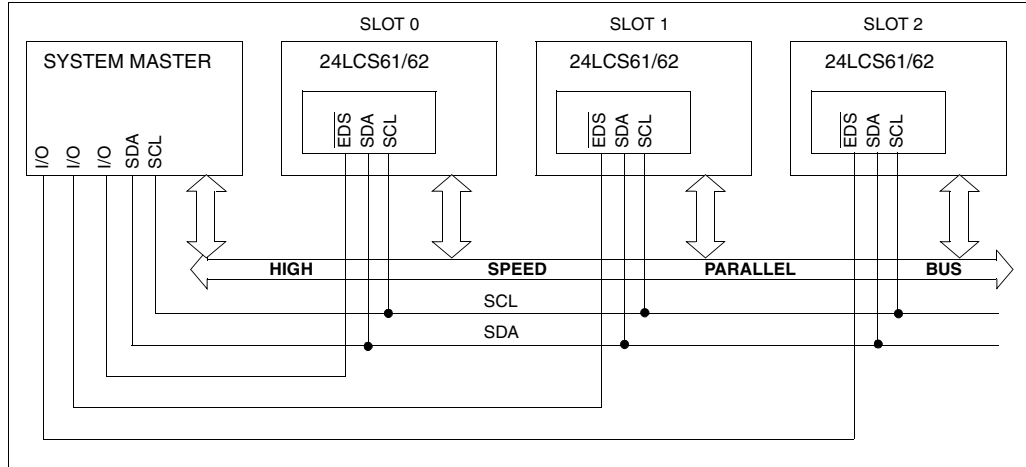 SLOT 0 SLOT 1 SLOT 2
SYSTEM MASTER 24LCS61/62 24LCS61/62 24LCS61/62
I/O I/O I/O SDA SCL
EDS SDA SCL
EDS SDA SCL
EDS SDA SCL
HIGH SPEED PARALLEL BUS
SCL
SDA